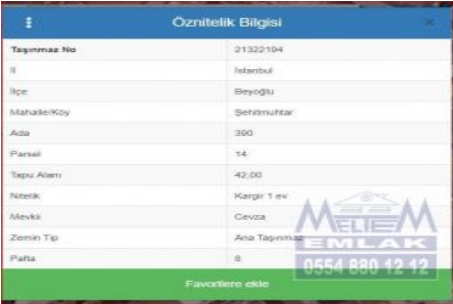 Öznitelik Bilgisi
Taşınmaz No 21322194
İl İstanbul
İlçe Beyoğlu
Mahalle/Köy Şehitmuhtar
Ada 390
Parsel 14
Tapu Alanı 42,00
Nitelik Kargir 1 ev
Mevkii Cevza
Zemin Tip Ana Taşınmaz
Pafta 8
MELTEM
EMLAK
0554 880 12 12
Favorilere ekle